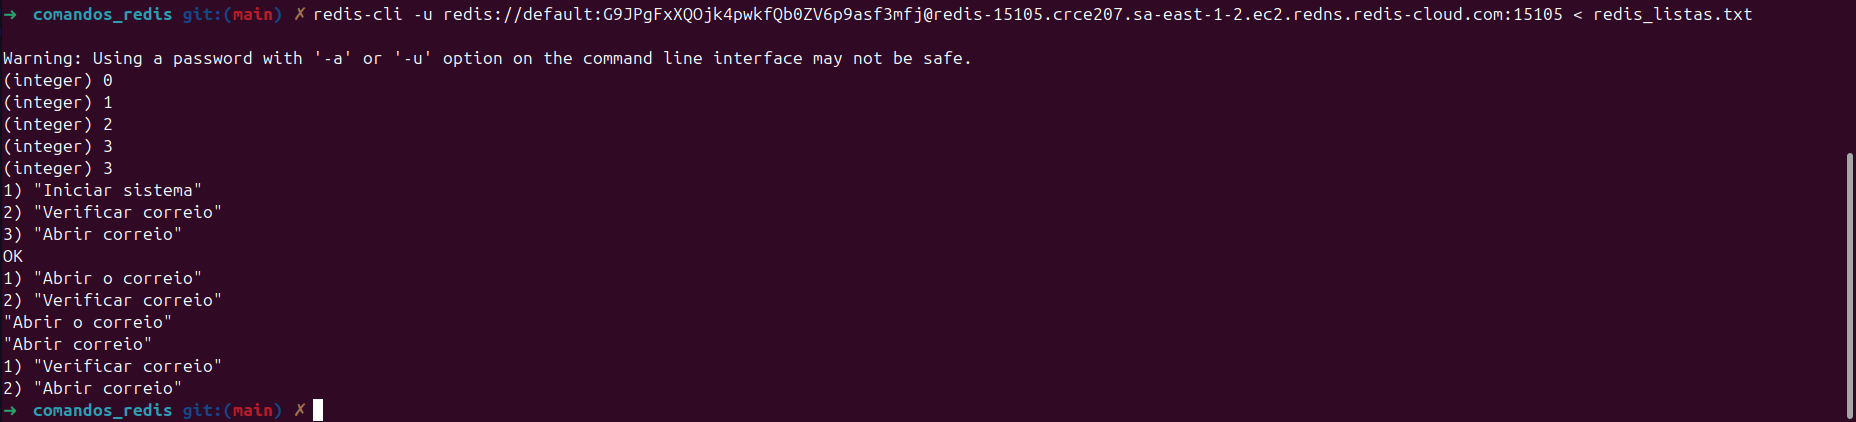 ➜ comandos_redis git:(main) ✗ redis-cli -u redis://default:G9JPgFxXQOjk4pwkfQb0ZV6p9asf3mfj@redis-15105.crce207.sa-east-1-2.ec2.redns.redis-cloud.com:15105 < redis_listas.txt
Warning: Using a password with '-a' or '-u' option on the command line interface may not be safe.
(integer) 0
(integer) 1
(integer) 2
(integer) 3
(integer) 3
1) "Iniciar sistema"
2) "Verificar correio"
3) "Abrir correio"
OK
1) "Abrir o correio"
2) "Verificar correio"
"Abrir o correio"
"Abrir correio"
1) "Verificar correio"
2) "Abrir correio"
➜ comandos_redis git:(main) ✗